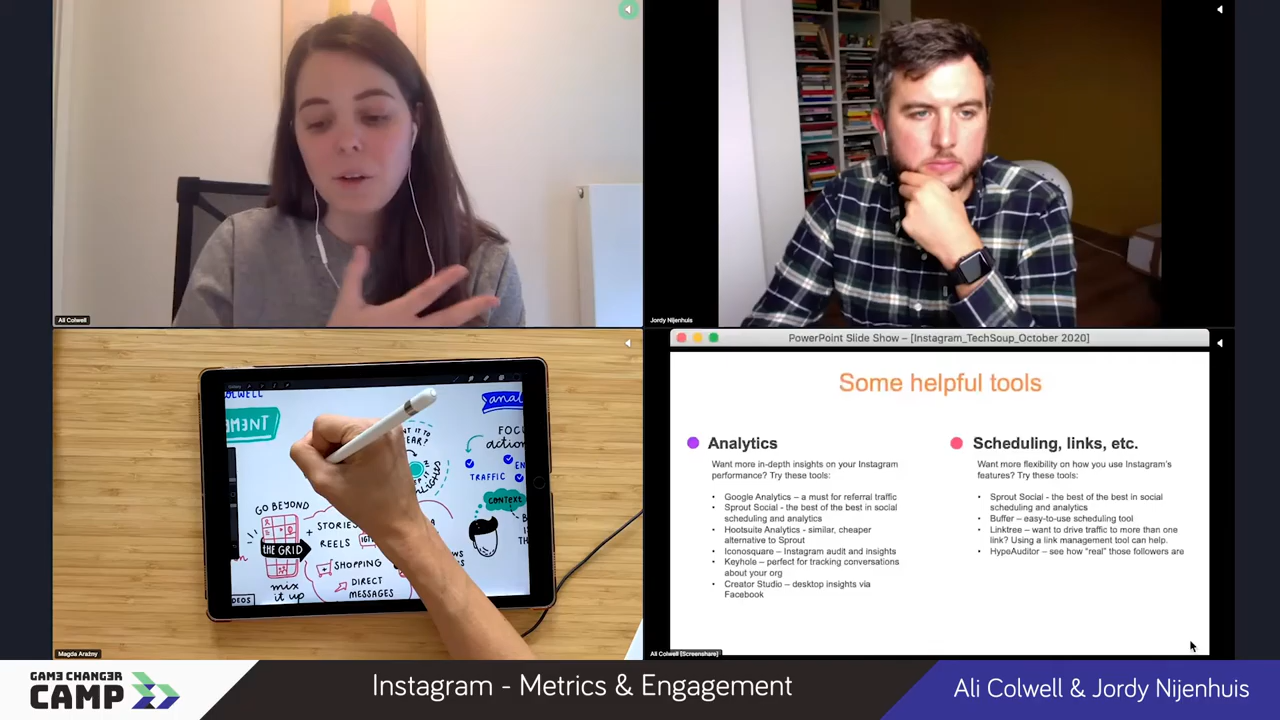 Ali Colwell
Jordy Nijenhuis
COLWELL
EMENT
GO BEYOND
THE GRID
mix
it up
+ STORIES
REELS
SHOPPING
DIRECT
MESSAGES
HIGHLIGHTS
FOCU
action
TRAFFIC
EN
CONTEXT
Magda Arażny
PowerPoint Slide Show – [Instagram_TechSoup_October 2020]
Some helpful tools
Analytics
Want more in-depth insights on your Instagram
performance? Try these tools:
• Google Analytics – a must for referral traffic
• Sprout Social - the best of the best in social
scheduling and analytics
• Hootsuite Analytics - similar, cheaper
alternative to Sprout
• Iconosquare – Instagram audit and insights
• Keyhole – perfect for tracking conversations
about your org
• Creator Studio – desktop insights via
Facebook
Scheduling, links, etc.
Want more flexibility on how you use Instagram's
features? Try these tools:
• Sprout Social - the best of the best in social
scheduling and analytics
• Buffer – easy-to-use scheduling tool
• Linktree – want to drive traffic to more than one
link? Using a link management tool can help.
• HypeAuditor – see how “real” those followers are
Ali Colwell [Screenshare]
GAME CHANGER
CAMP
Instagram - Metrics & Engagement
Ali Colwell & Jordy Nijenhuis